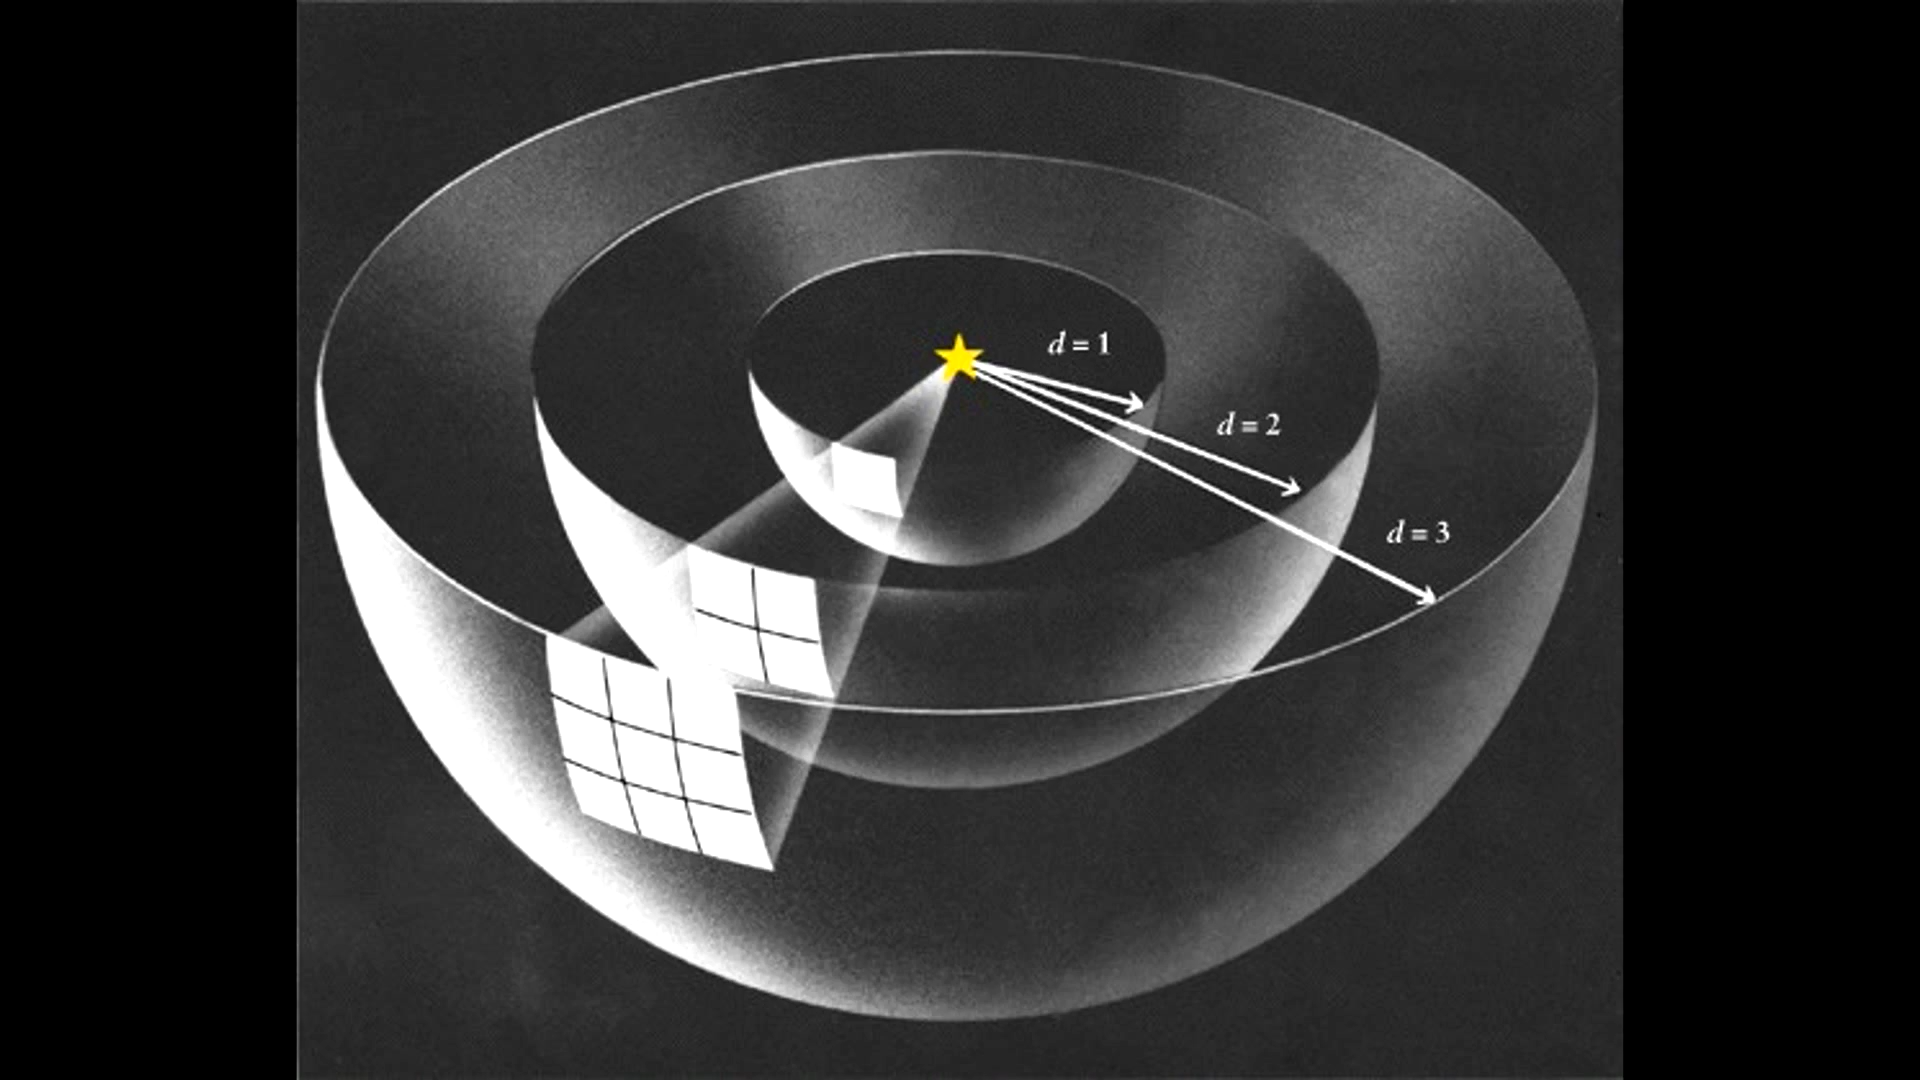 d = 1
d = 2
d = 3